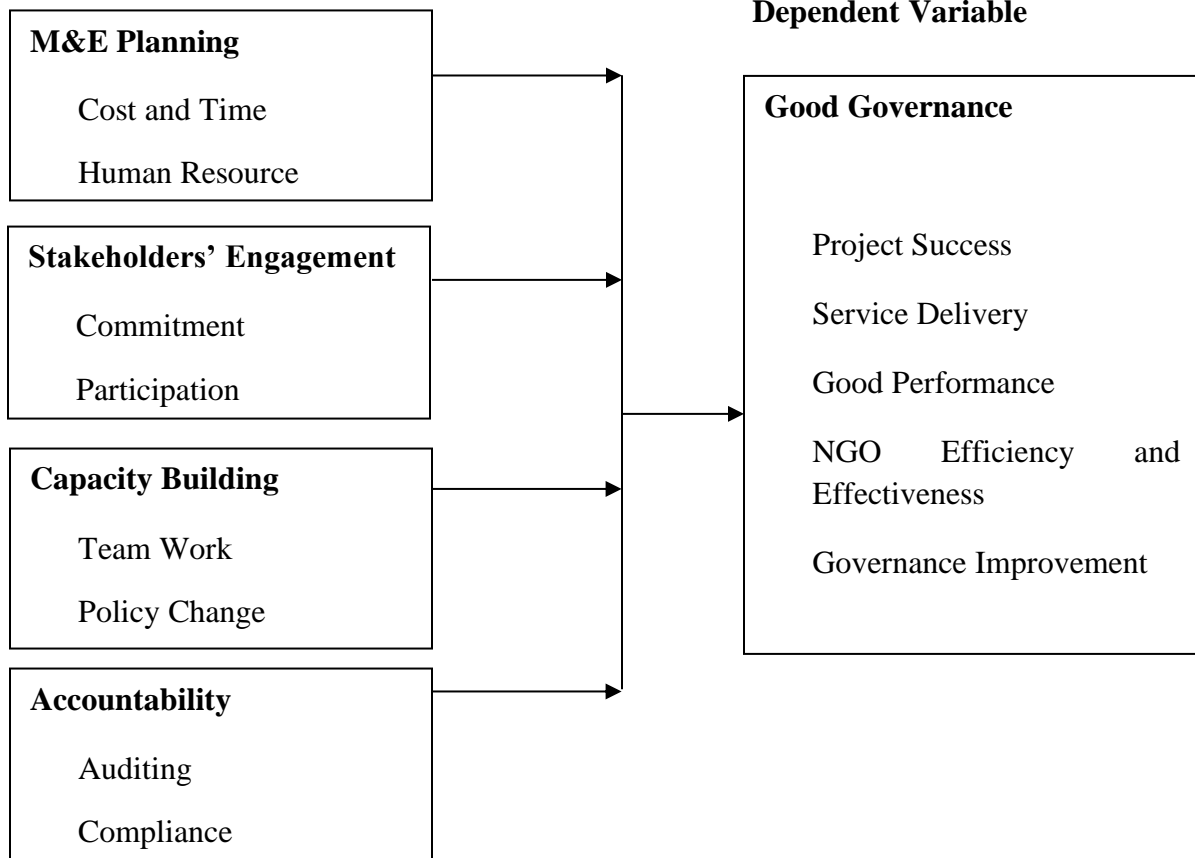 Dependent Variable
M&E Planning
Cost and Time
Human Resource
Stakeholders’ Engagement
Commitment
Participation
Capacity Building
Team Work
Policy Change
Accountability
Auditing
Compliance
Good Governance
Project Success
Service Delivery
Good Performance
NGO Efficiency and
Effectiveness
Governance Improvement